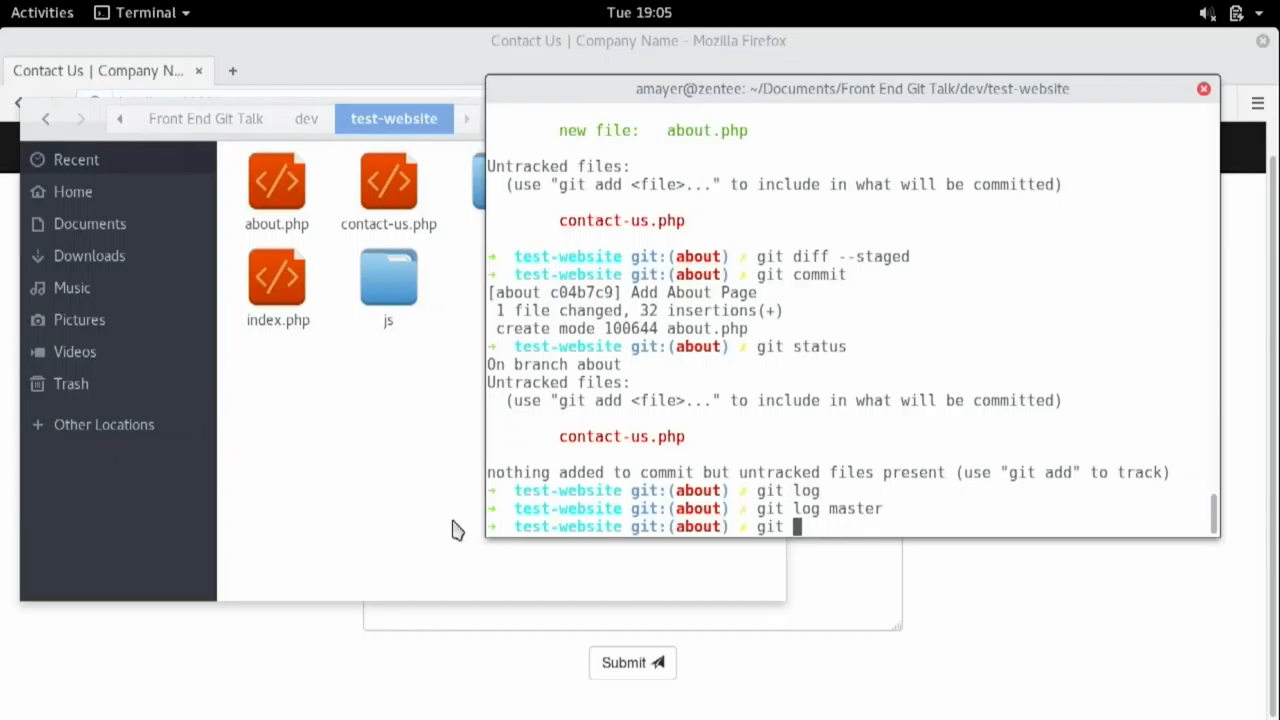 Activities
Terminal
Tue 19:05
Contact Us | Company Name - Mozilla Firefox
Contact Us | Company N...
Front End Git Talk
dev
test-website
Recent
Home
Documents
Downloads
Music
Pictures
Videos
Trash
Other Locations
about.php
contact-us.php
index.php
js
amayer@zentee: ~/Documents/Front End Git Talk/dev/test-website
new file: about.php
Untracked files:
(use "git add <file>..." to include in what will be committed)
contact-us.php
→ test-website git:(about) ✗ git diff --staged
→ test-website git:(about) ✗ git commit
[about c04b7c9] Add About Page
1 file changed, 32 insertions(+)
create mode 100644 about.php
→ test-website git:(about) ✗ git status
On branch about
Untracked files:
(use "git add <file>..." to include in what will be committed)
contact-us.php
nothing added to commit but untracked files present (use "git add" to track)
→ test-website git:(about) ✗ git log
→ test-website git:(about) ✗ git log master
→ test-website git:(about) ✗ git
Submit